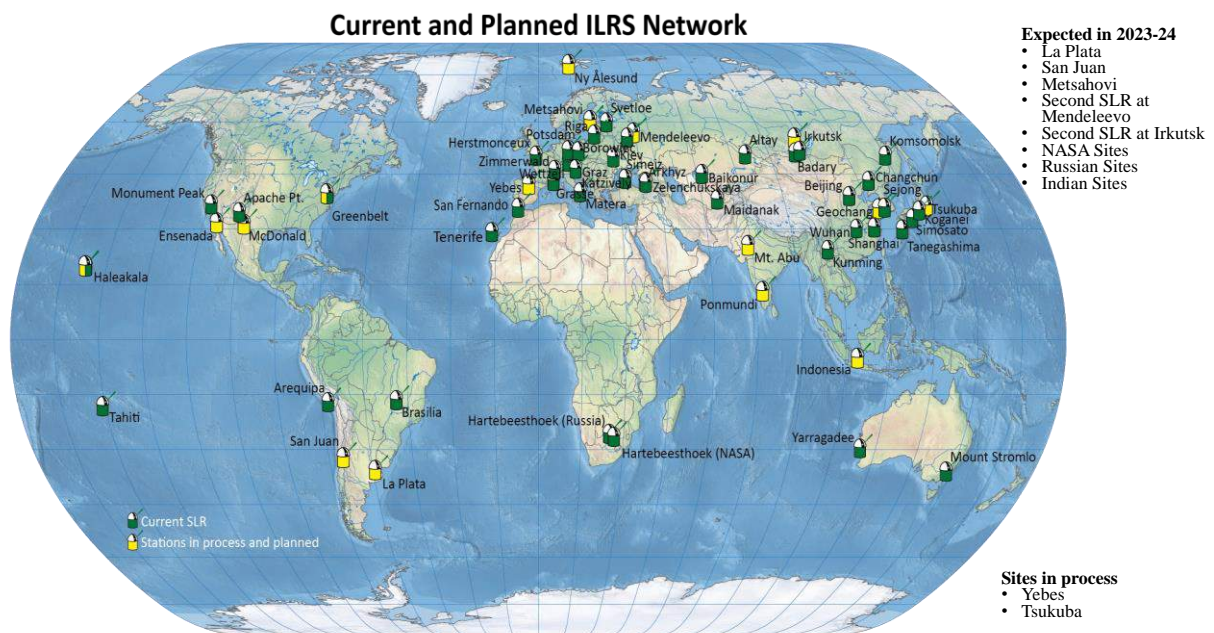 Current and Planned ILRS Network
Expected in 2023-24
• La Plata
• San Juan
• Metsahovi
• Second SLR at
Mendeleevo
• Second SLR at Irkutsk
• NASA Sites
• Russian Sites
• Indian Sites
Ny Ålesund
Metsahovi
Svetloe
Riga
Mendeleevo
Potsdam
Herstmonceux
Borowiec
Kiev
Altay
Irkutsk
Komsomolsk
Zimmerwald
Simeiz
Wettzell
Graz
Arkhyz
Baikonur
Badary
Changchun
Yebes
Katzively
Zelenchukskaya
Beijing
Sejong
Monument Peak
Apache Pt.
Grasse
Matera
Maidanak
Greenbelt
San Fernando
Geochang
Tsukuba
Koganei
Ensenada
McDonald
Tenerife
Wuhan
Simosato
Shanghai
Tanegashima
Mt. Abu
Kunming
Haleakala
Ponmundi
Indonesia
Arequipa
Tahiti
Brasilia
Hartebeesthoek (Russia)
San Juan
Hartebeesthoek (NASA)
Yarragadee
Mount Stromlo
La Plata
Current SLR
Stations in process and planned
Sites in process
• Yebes
• Tsukuba